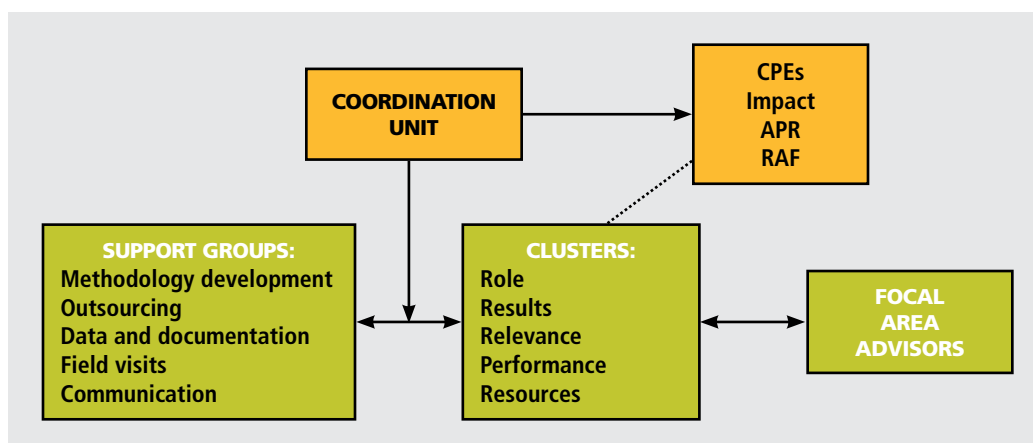 COORDINATION
UNIT
CPEs
Impact
APR
RAF
SUPPORT GROUPS:
Methodology development
Outsourcing
Data and documentation
Field visits
Communication
CLUSTERS:
Role
Results
Relevance
Performance
Resources
FOCAL
AREA
ADVISORS